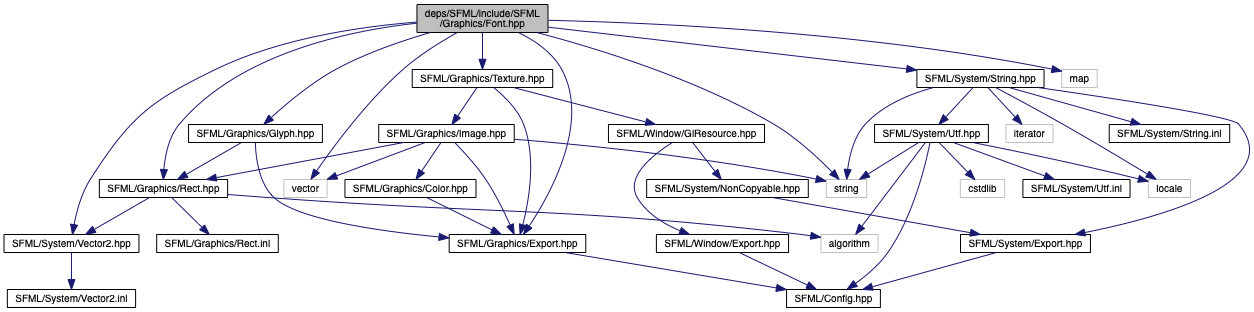 deps/SFML/include/SFML
/Graphics/Font.hpp
SFML/Graphics/Texture.hpp
SFML/System/String.hpp
map
SFML/Graphics/Glyph.hpp
SFML/Graphics/Image.hpp
SFML/Window/GlResource.hpp
SFML/System/Utf.hpp
iterator
SFML/System/String.inl
SFML/Graphics/Rect.hpp
vector
SFML/Graphics/Color.hpp
SFML/System/NonCopyable.hpp
string
cstdlib
SFML/System/Utf.inl
locale
SFML/System/Vector2.hpp
SFML/Graphics/Rect.inl
SFML/Graphics/Export.hpp
SFML/Window/Export.hpp
algorithm
SFML/System/Export.hpp
SFML/System/Vector2.inl
SFML/Config.hpp